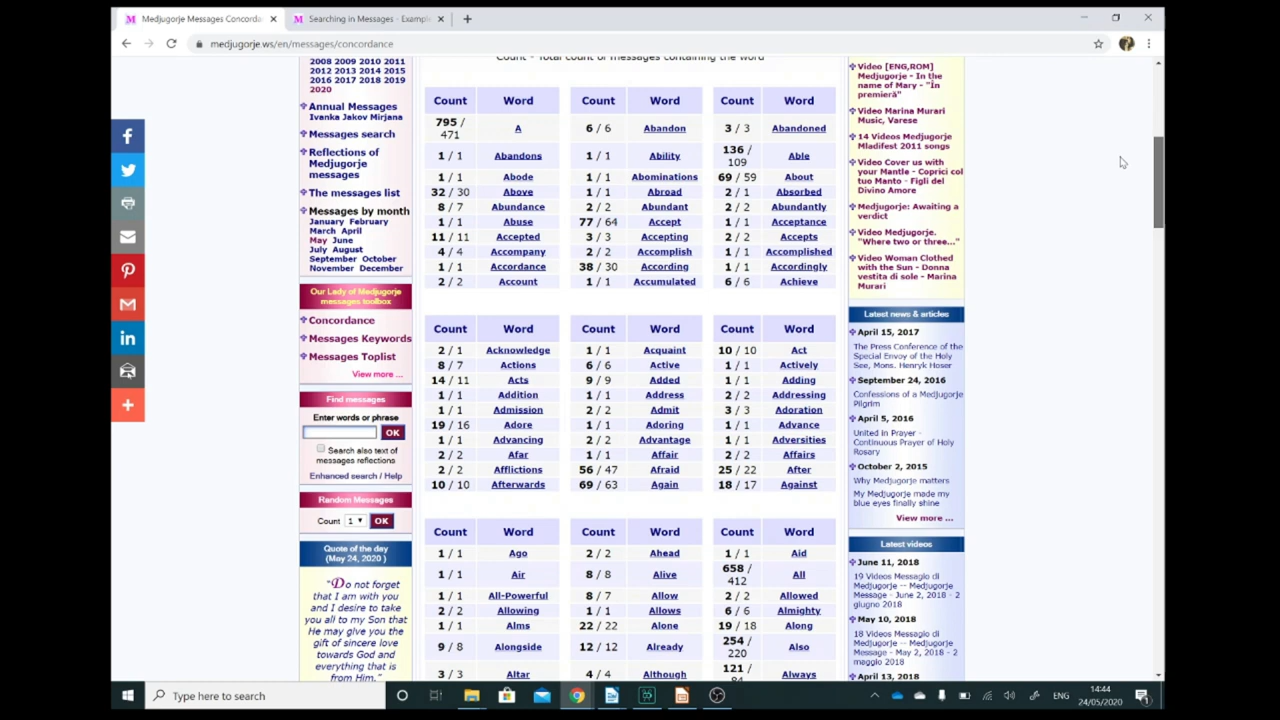 Medjugorje Messages Concorda
Searching in Messages - Exampl
medjugorje.ws/en/messages/concordance
2008 2009 2010 2011
2012 2013 2014 2015
2016 2017 2018 2019
2020
Annual Messages
Ivanka Jakov Mirjana
Messages search
Reflections of
Medjugorje
messages
The messages list
Messages by month
January February
March April
May June
July August
September October
November December
Our Lady of Medjugorje
messages toolbox
Concordance
Messages Keywords
Messages Toplist
View more ...
Find messages
Enter words or phrase
OK
Search also text of
messages reflections
Enhanced search / Help
Random Messages
Count 1 OK
Quote of the day
(May 24, 2020 )
"Do not forget
that I am with you
and I desire to take
you all to my Son that
He may give you the
gift of sincere love
towards God and
everything that is
from Him."
Count - Total count of messages containing the word
Count Word Count Word Count Word
795 / 471 A 6 / 6 Abandon 3 / 3 Abandoned
1 / 1 Abandons 1 / 1 Ability 136 / 109 Able
1 / 1 Abode 1 / 1 Abominations 69 / 59 About
32 / 30 Above 1 / 1 Abroad 2 / 1 Absorbed
8 / 7 Abundance 2 / 2 Abundant 2 / 2 Abundantly
1 / 1 Abuse 77 / 64 Accept 1 / 1 Acceptance
11 / 11 Accepted 3 / 3 Accepting 2 / 2 Accepts
4 / 4 Accompany 2 / 2 Accomplish 1 / 1 Accomplished
1 / 1 Accordance 38 / 30 According 1 / 1 Accordingly
2 / 2 Account 1 / 1 Accumulated 6 / 6 Achieve
Count Word Count Word Count Word
2 / 1 Acknowledge 1 / 1 Acquaint 10 / 10 Act
8 / 7 Actions 6 / 6 Active 1 / 1 Actively
14 / 11 Acts 9 / 9 Added 1 / 1 Adding
1 / 1 Addition 1 / 1 Address 2 / 2 Addressing
1 / 1 Admission 2 / 2 Admit 3 / 3 Adoration
19 / 16 Adore 1 / 1 Adoring 1 / 1 Advance
1 / 1 Advancing 2 / 2 Advantage 1 / 1 Adversities
2 / 2 Afar 1 / 1 Affair 2 / 2 Affairs
2 / 2 Afflictions 56 / 47 Afraid 25 / 22 After
10 / 10 Afterwards 69 / 63 Again 18 / 17 Against
Count Word Count Word Count Word
1 / 1 Ago 2 / 2 Ahead 1 / 1 Aid
1 / 1 Air 8 / 8 Alive 658 / 412 All
1 / 1 All-Powerful 8 / 7 Allow 2 / 2 Allowed
2 / 2 Allowing 1 / 1 Allows 6 / 6 Almighty
1 / 1 Alms 22 / 22 Alone 19 / 18 Along
9 / 8 Alongside 12 / 12 Already 254 / 220 Also
3 / 3 Altar 4 / 4 Although 121 / Always
Video [ENG,ROM]
Medjugorje - In the
name of Mary - "În
premieră"
Video Marina Murari
Music, Varese
14 Videos Medjugorje
Mladifest 2011 songs
Video Cover us with
your Mantle - Coprici col
tuo Manto - Figli del
Divino Amore
Medjugorje: Awaiting a
verdict
Video Medjugorje.
"Where two or three..."
Video Woman Clothed
with the Sun - Donna
vestita di sole - Marina
Murari
Latest news & articles
April 15, 2017
The Press Conference of the
Special Envoy of the Holy
See, Mons. Henryk Hoser
September 24, 2016
Confessions of a Medjugorje
Pilgrim
April 5, 2016
United in Prayer -
Continuous Prayer of Holy
Rosary
October 2, 2015
Why Medjugorje matters
My Medjugorje made my
blue eyes finally shine
View more ...
Latest videos
June 11, 2018
19 Videos Messagio di
Medjugorje -- Medjugorje
Message - June 2, 2018 - 2
giugno 2018
May 10, 2018
18 Videos Messagio di
Medjugorje -- Medjugorje
Message - May 2, 2018 - 2
maggio 2018
April 13, 2018
Type here to search
ENG
14:44
24/05/2020